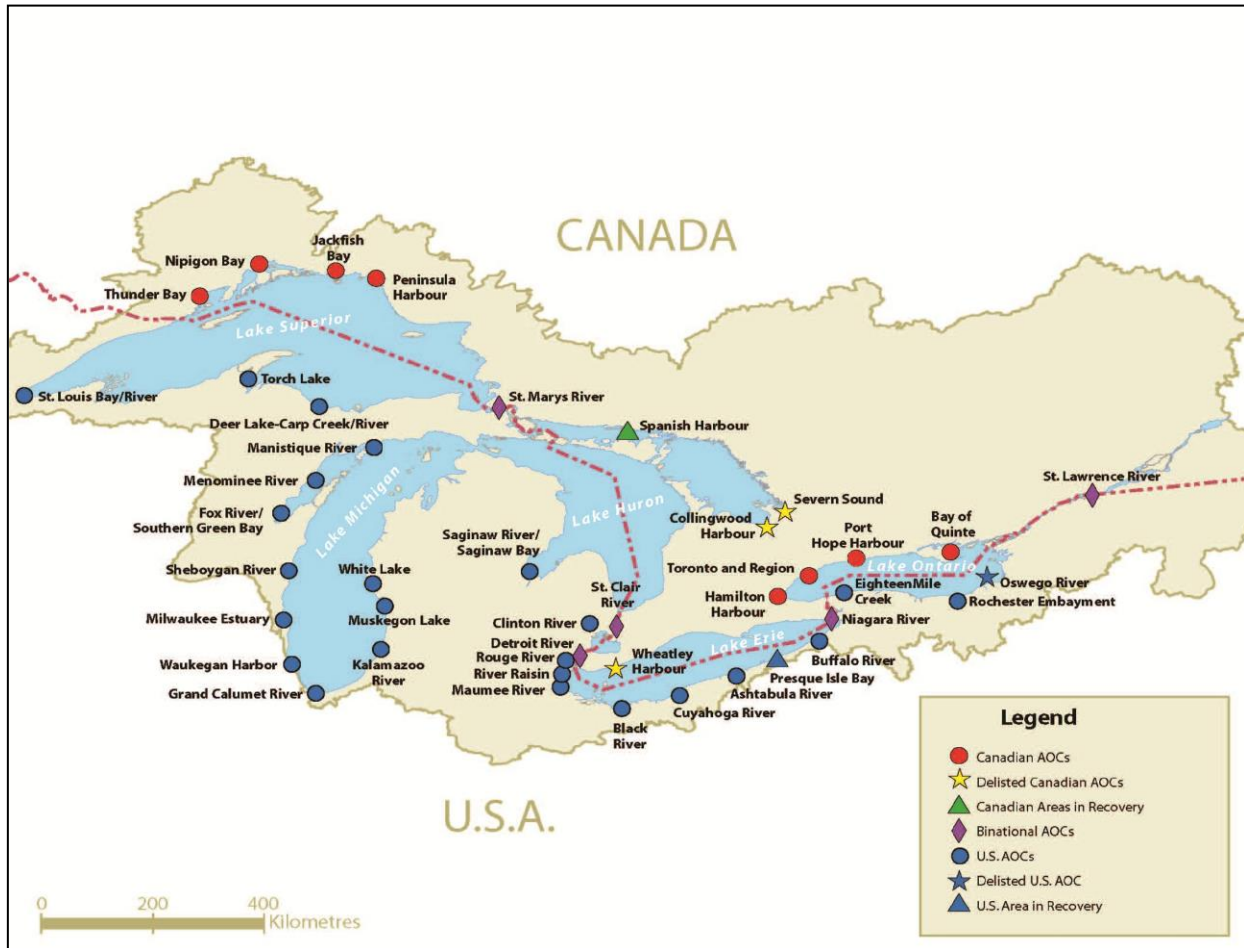 CANADA
Jackfish
Bay
Nipigon Bay
Peninsula
Harbour
Thunder Bay
Lake Superior
Torch Lake
St. Louis Bay/River
St. Marys River
Deer Lake-Carp Creek/River
Spanish Harbour
Manistique River
Menominee River
St. Lawrence River
Fox River/
Southern Green Bay
Lake Michigan
Lake Huron
Severn Sound
Collingwood
Harbour
Port
Hope Harbour
Bay of
Quinte
Saginaw River/
Saginaw Bay
Sheboygan River
White Lake
Toronto and Region
Lake Ontario
Oswego River
St. Clair
River
EighteenMile
Creek
Hamilton
Harbour
Rochester Embayment
Milwaukee Estuary
Muskegon Lake
Clinton River
Niagara River
Detroit River
Lake Erie
Waukegan Harbor
Kalamazoo
River
Rouge River
Wheatley
Harbour
Buffalo River
River Raisin
Presque Isle Bay
Grand Calumet River
Maumee River
Ashtabula River
Cuyahoga River
Black
River
U.S.A.
Legend
Canadian AOCs
Delisted Canadian AOCs
Canadian Areas in Recovery
Binational AOCs
U.S. AOCs
Delisted U.S. AOC
U.S. Area in Recovery
0 200 400
Kilometres